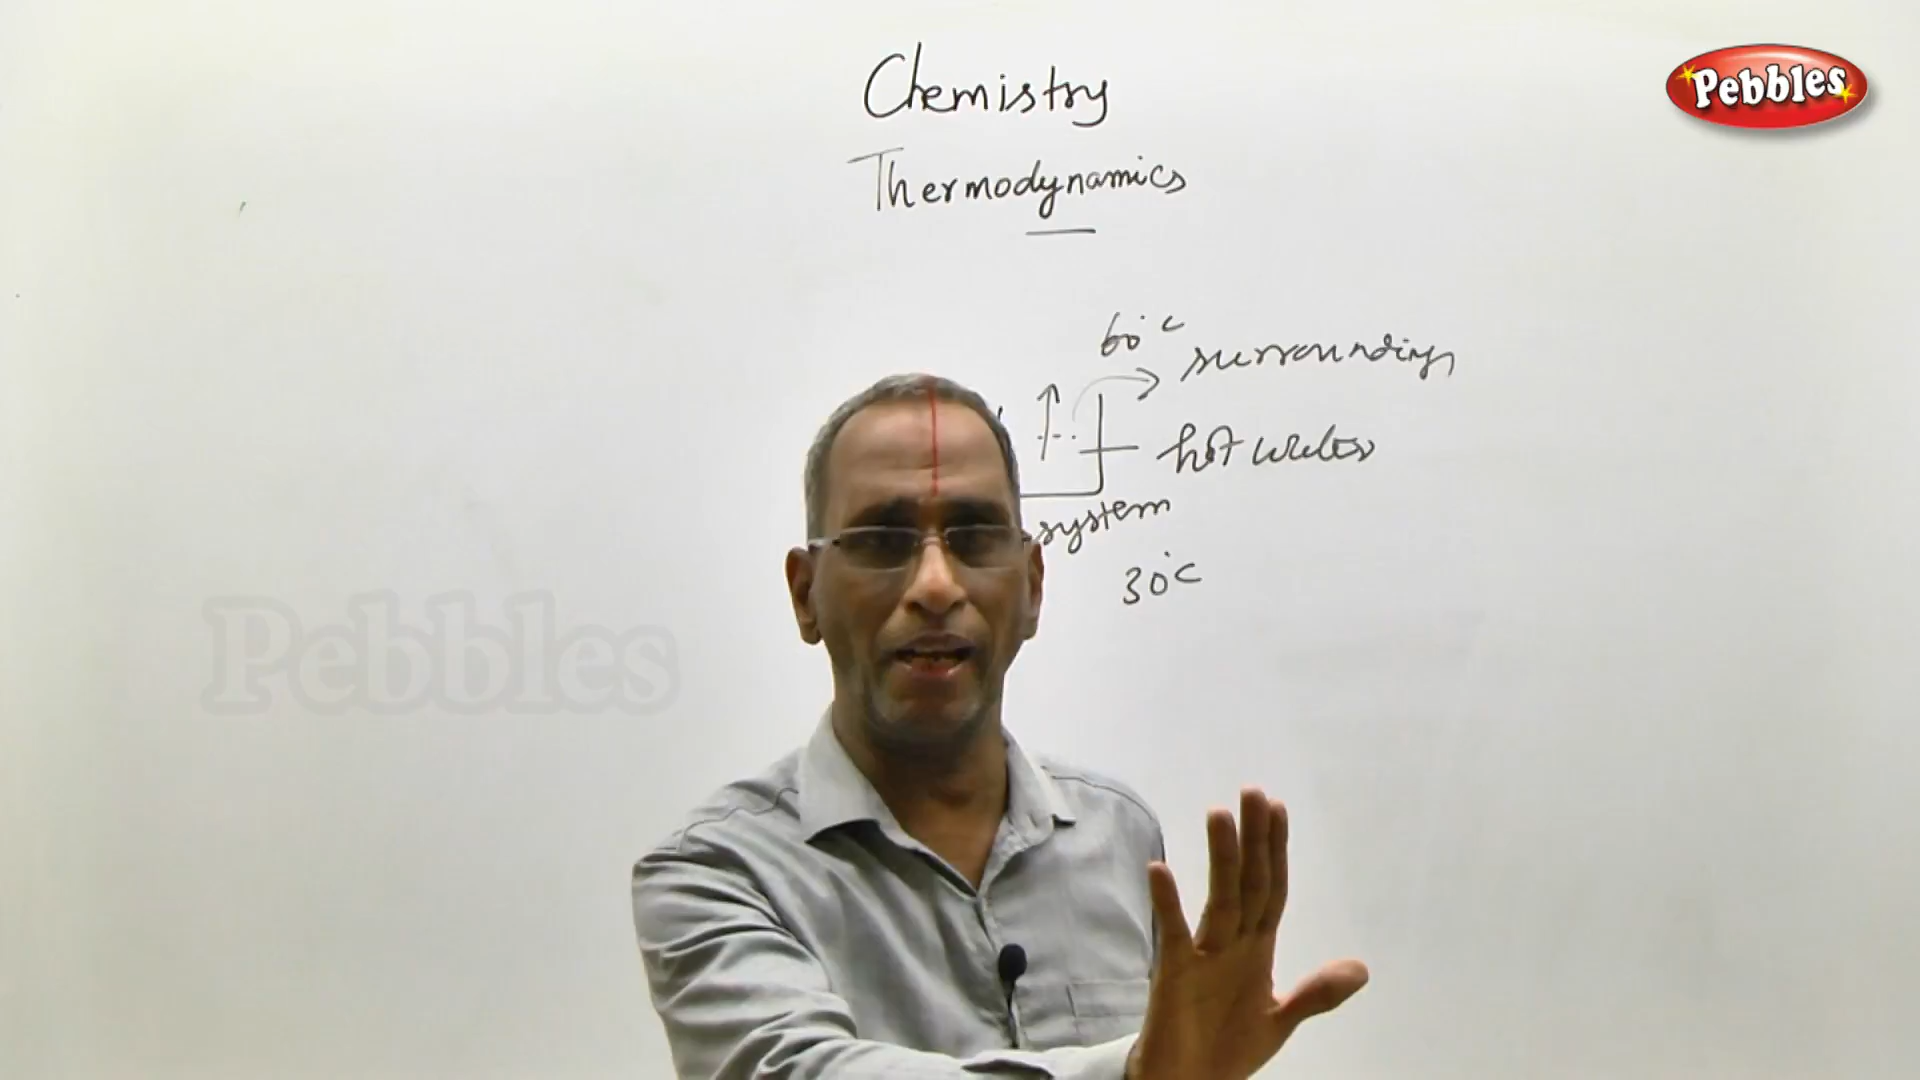 Chemistry
Pebbles
Thermodynamics
60°C
surroundings
hot water
system
30°C
Pebbles